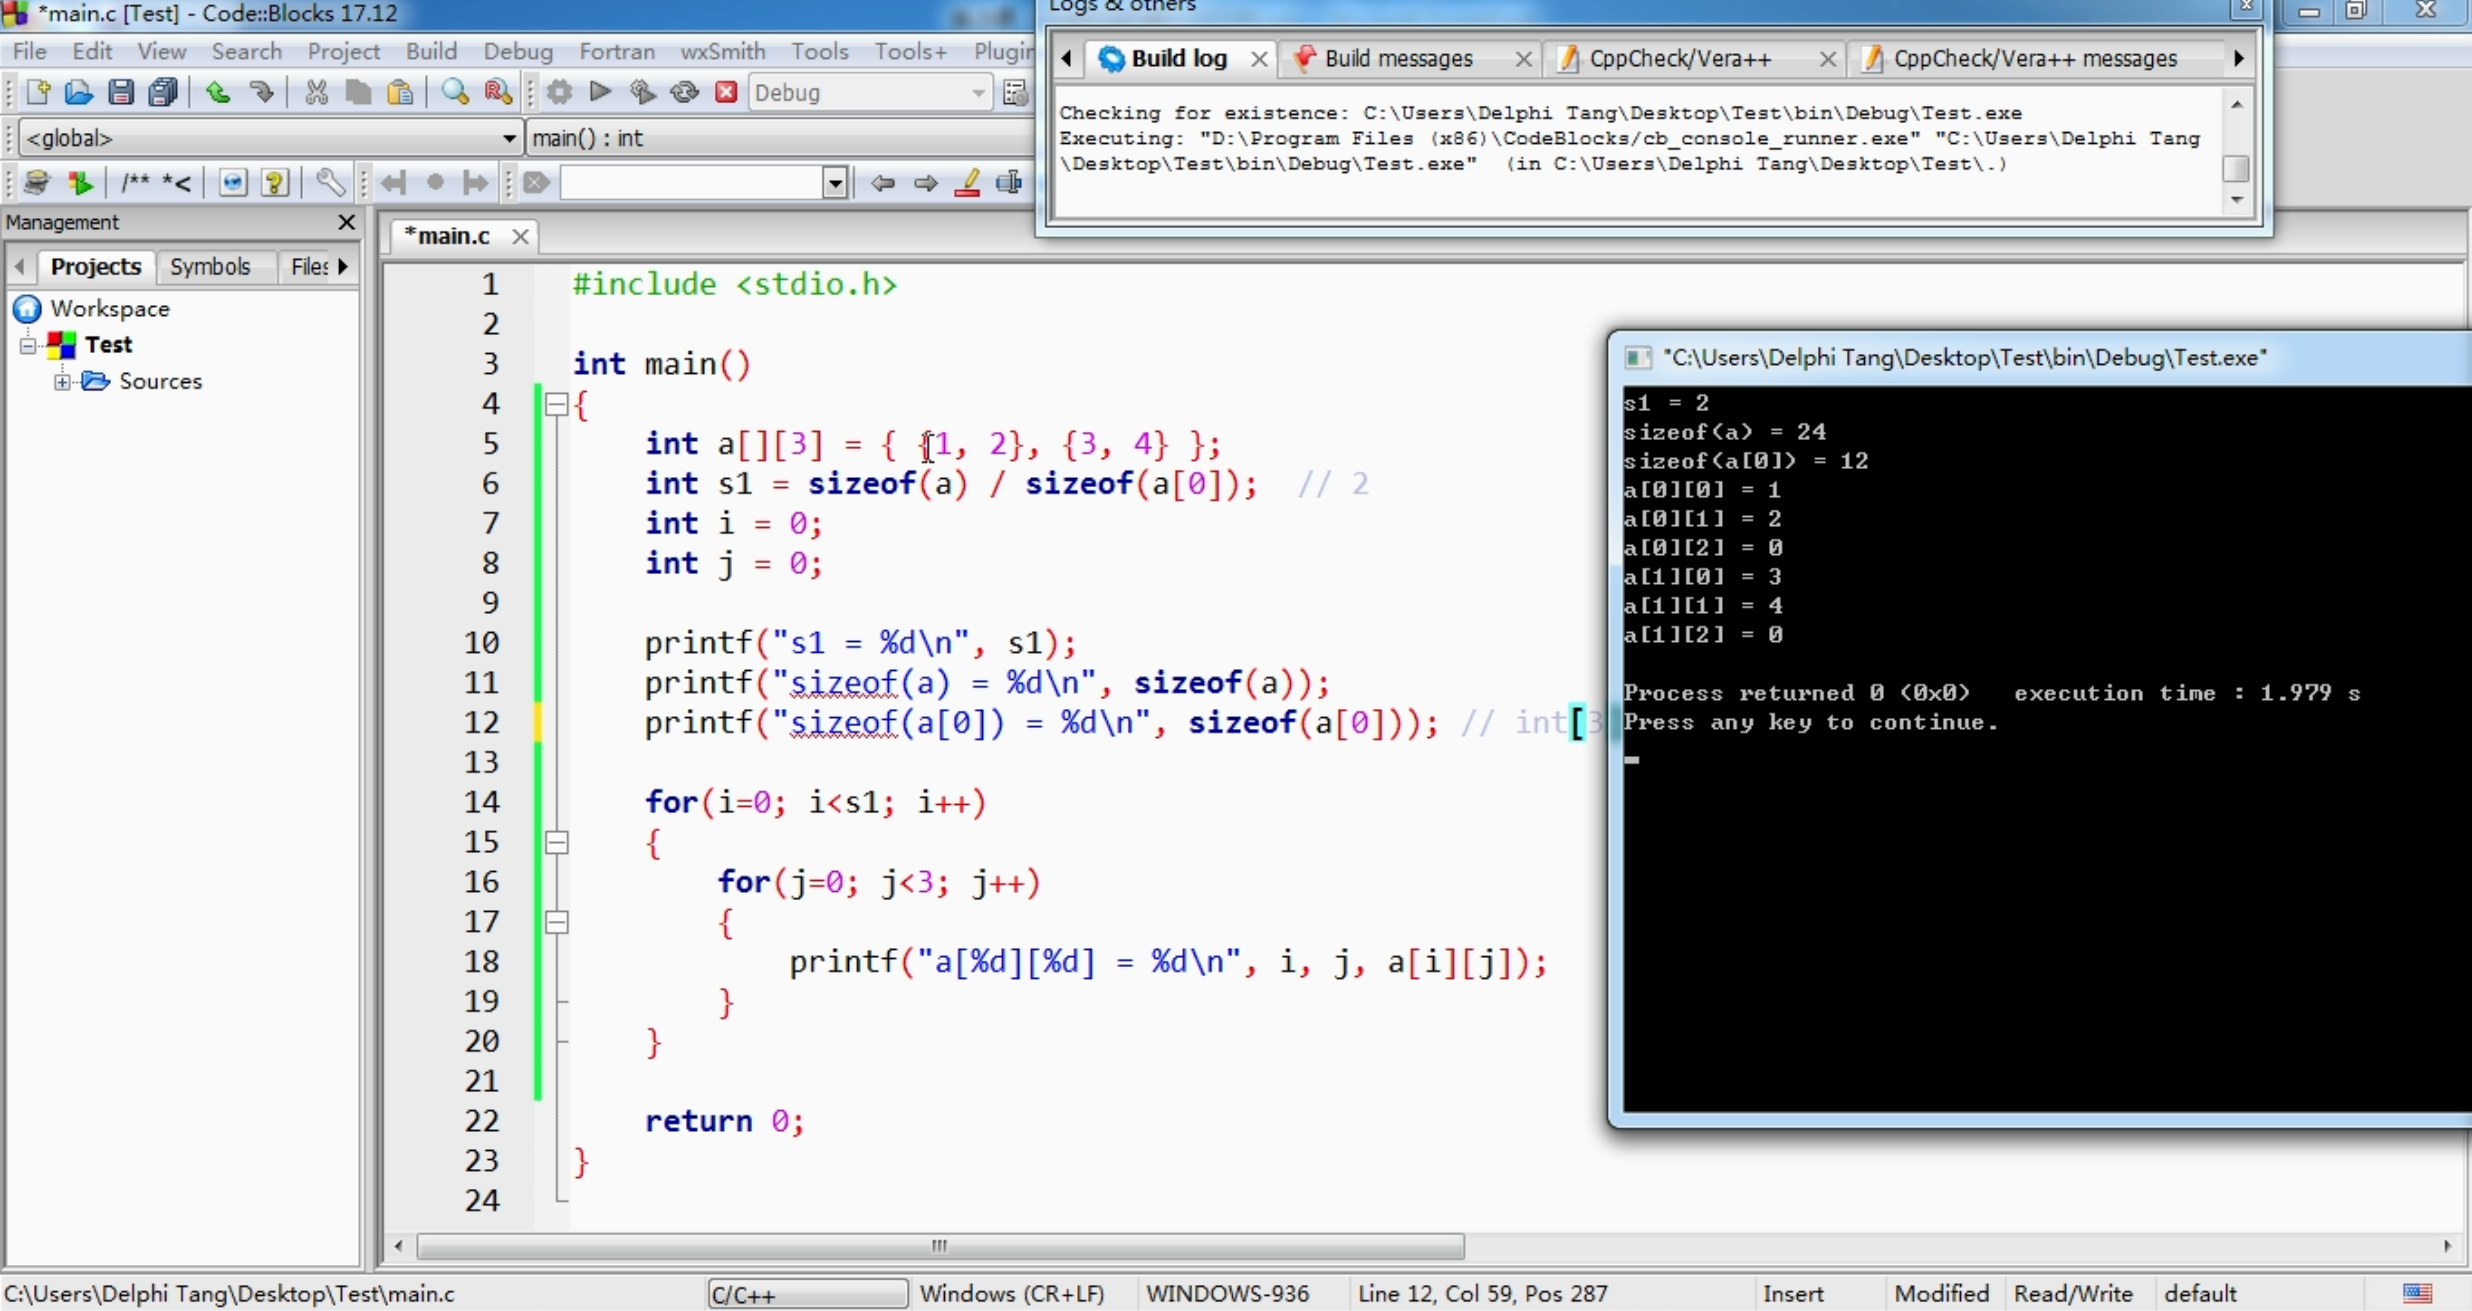 *main.c [Test] - Code::Blocks 17.12
Logs & others
File Edit View Search Project Build Debug Fortran wxSmith Tools Tools+
Build log Build messages CppCheck/Vera++ CppCheck/Vera++ messages
Debug
Checking for existence: C:\Users\Delphi Tang\Desktop\Test\bin\Debug\Test.exe
Executing: "D:\Program Files (x86)\CodeBlocks/cb_console_runner.exe" "C:\Users\Delphi Tang
\Desktop\Test\bin\Debug\Test.exe" (in C:\Users\Delphi Tang\Desktop\Test\.)
<global> main() : int
/** *<
Management
*main.c
Projects Symbols Files
Workspace
Test
Sources
1 #include <stdio.h>
2
3 int main()
4 {
5 int a[][3] = { {1, 2}, {3, 4} };
6 int s1 = sizeof(a) / sizeof(a[0]); // 2
7 int i = 0;
8 int j = 0;
9
10 printf("s1 = %d\n", s1);
11 printf("sizeof(a) = %d\n", sizeof(a));
12 printf("sizeof(a[0]) = %d\n", sizeof(a[0])); // int[3]
13
14 for(i=0; i<s1; i++)
15 {
16 for(j=0; j<3; j++)
17 {
18 printf("a[%d][%d] = %d\n", i, j, a[i][j]);
19 }
20 }
21
22 return 0;
23 }
24
"C:\Users\Delphi Tang\Desktop\Test\bin\Debug\Test.exe"
s1 = 2
sizeof(a) = 24
sizeof(a[0]) = 12
a[0][0] = 1
a[0][1] = 2
a[0][2] = 0
a[1][0] = 3
a[1][1] = 4
a[1][2] = 0
Process returned 0 (0x0) execution time : 1.979 s
Press any key to continue.
C:\Users\Delphi Tang\Desktop\Test\main.c C/C++ Windows (CR+LF) WINDOWS-936 Line 12, Col 59, Pos 287 Insert Modified Read/Write default